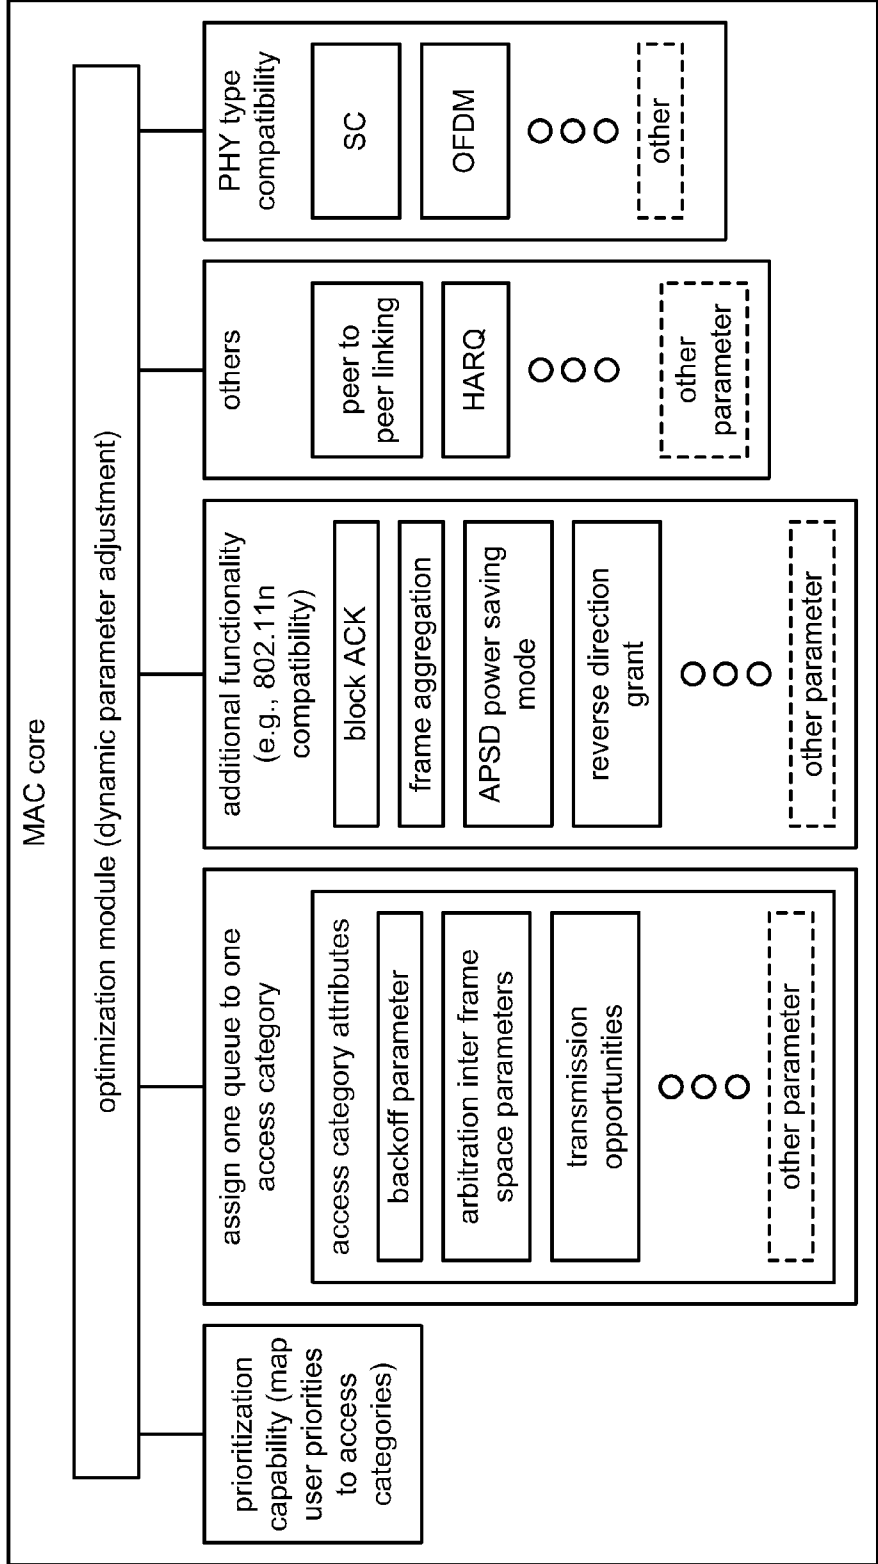 MAC core
optimization module (dynamic parameter adjustment)
prioritization
capability (map
user priorities
to access
categories)
assign one queue to one
access category
access category attributes
backoff parameter
arbitration inter frame
space parameters
transmission
opportunities
other parameter
additional functionality
(e.g., 802.11n
compatibility)
block ACK
frame aggregation
APSD power saving
mode
reverse direction
grant
other parameter
others
peer to
peer linking
HARQ
other
parameter
PHY type
compatibility
SC
OFDM
other